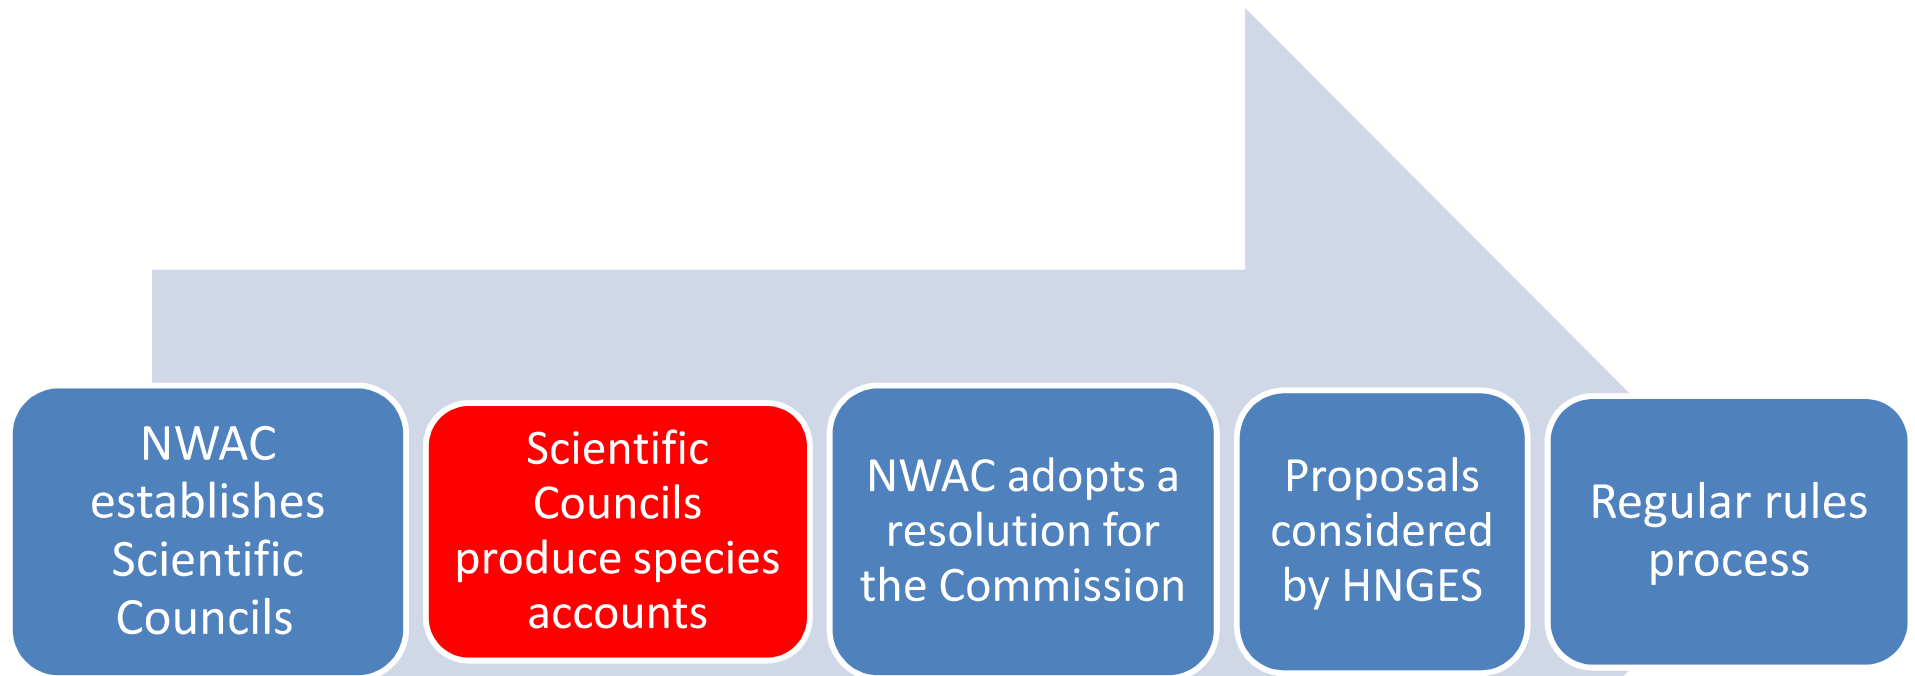 NWAC
establishes
Scientific
Councils
Scientific
Councils
produce species
accounts
NWAC adopts a
resolution for
the Commission
Proposals
considered
by HNGES
Regular rules
process